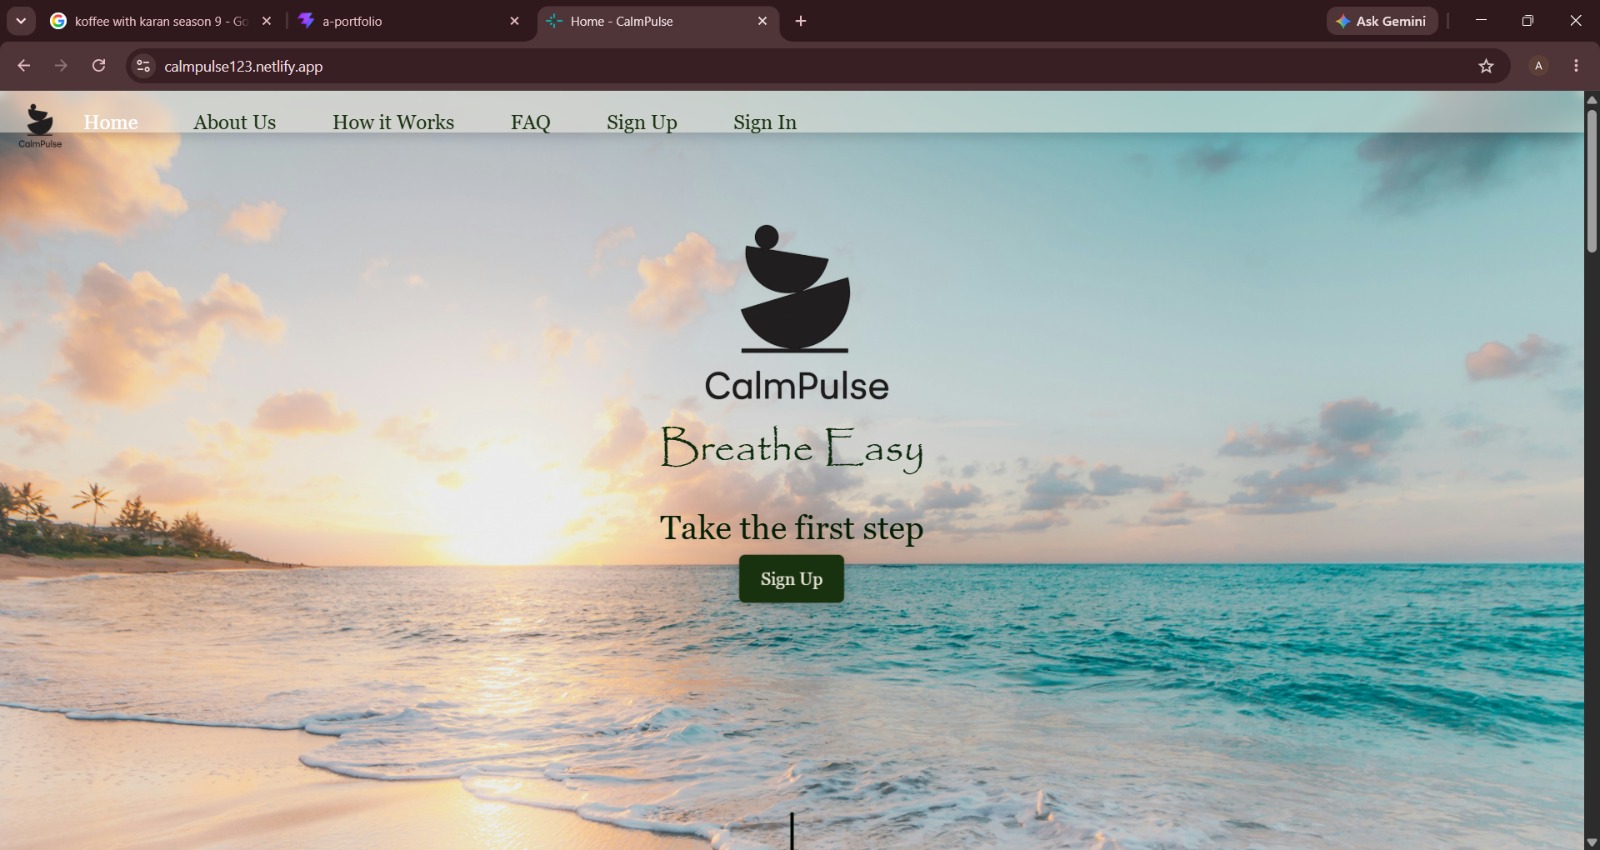 koffee with karan season 9 - Go
a-portfolio
Home - CalmPulse
Ask Gemini
calmpulse123.netlify.app
A
CalmPulse
Home
About Us
How it Works
FAQ
Sign Up
Sign In
CalmPulse
Breathe Easy
Take the first step
Sign Up